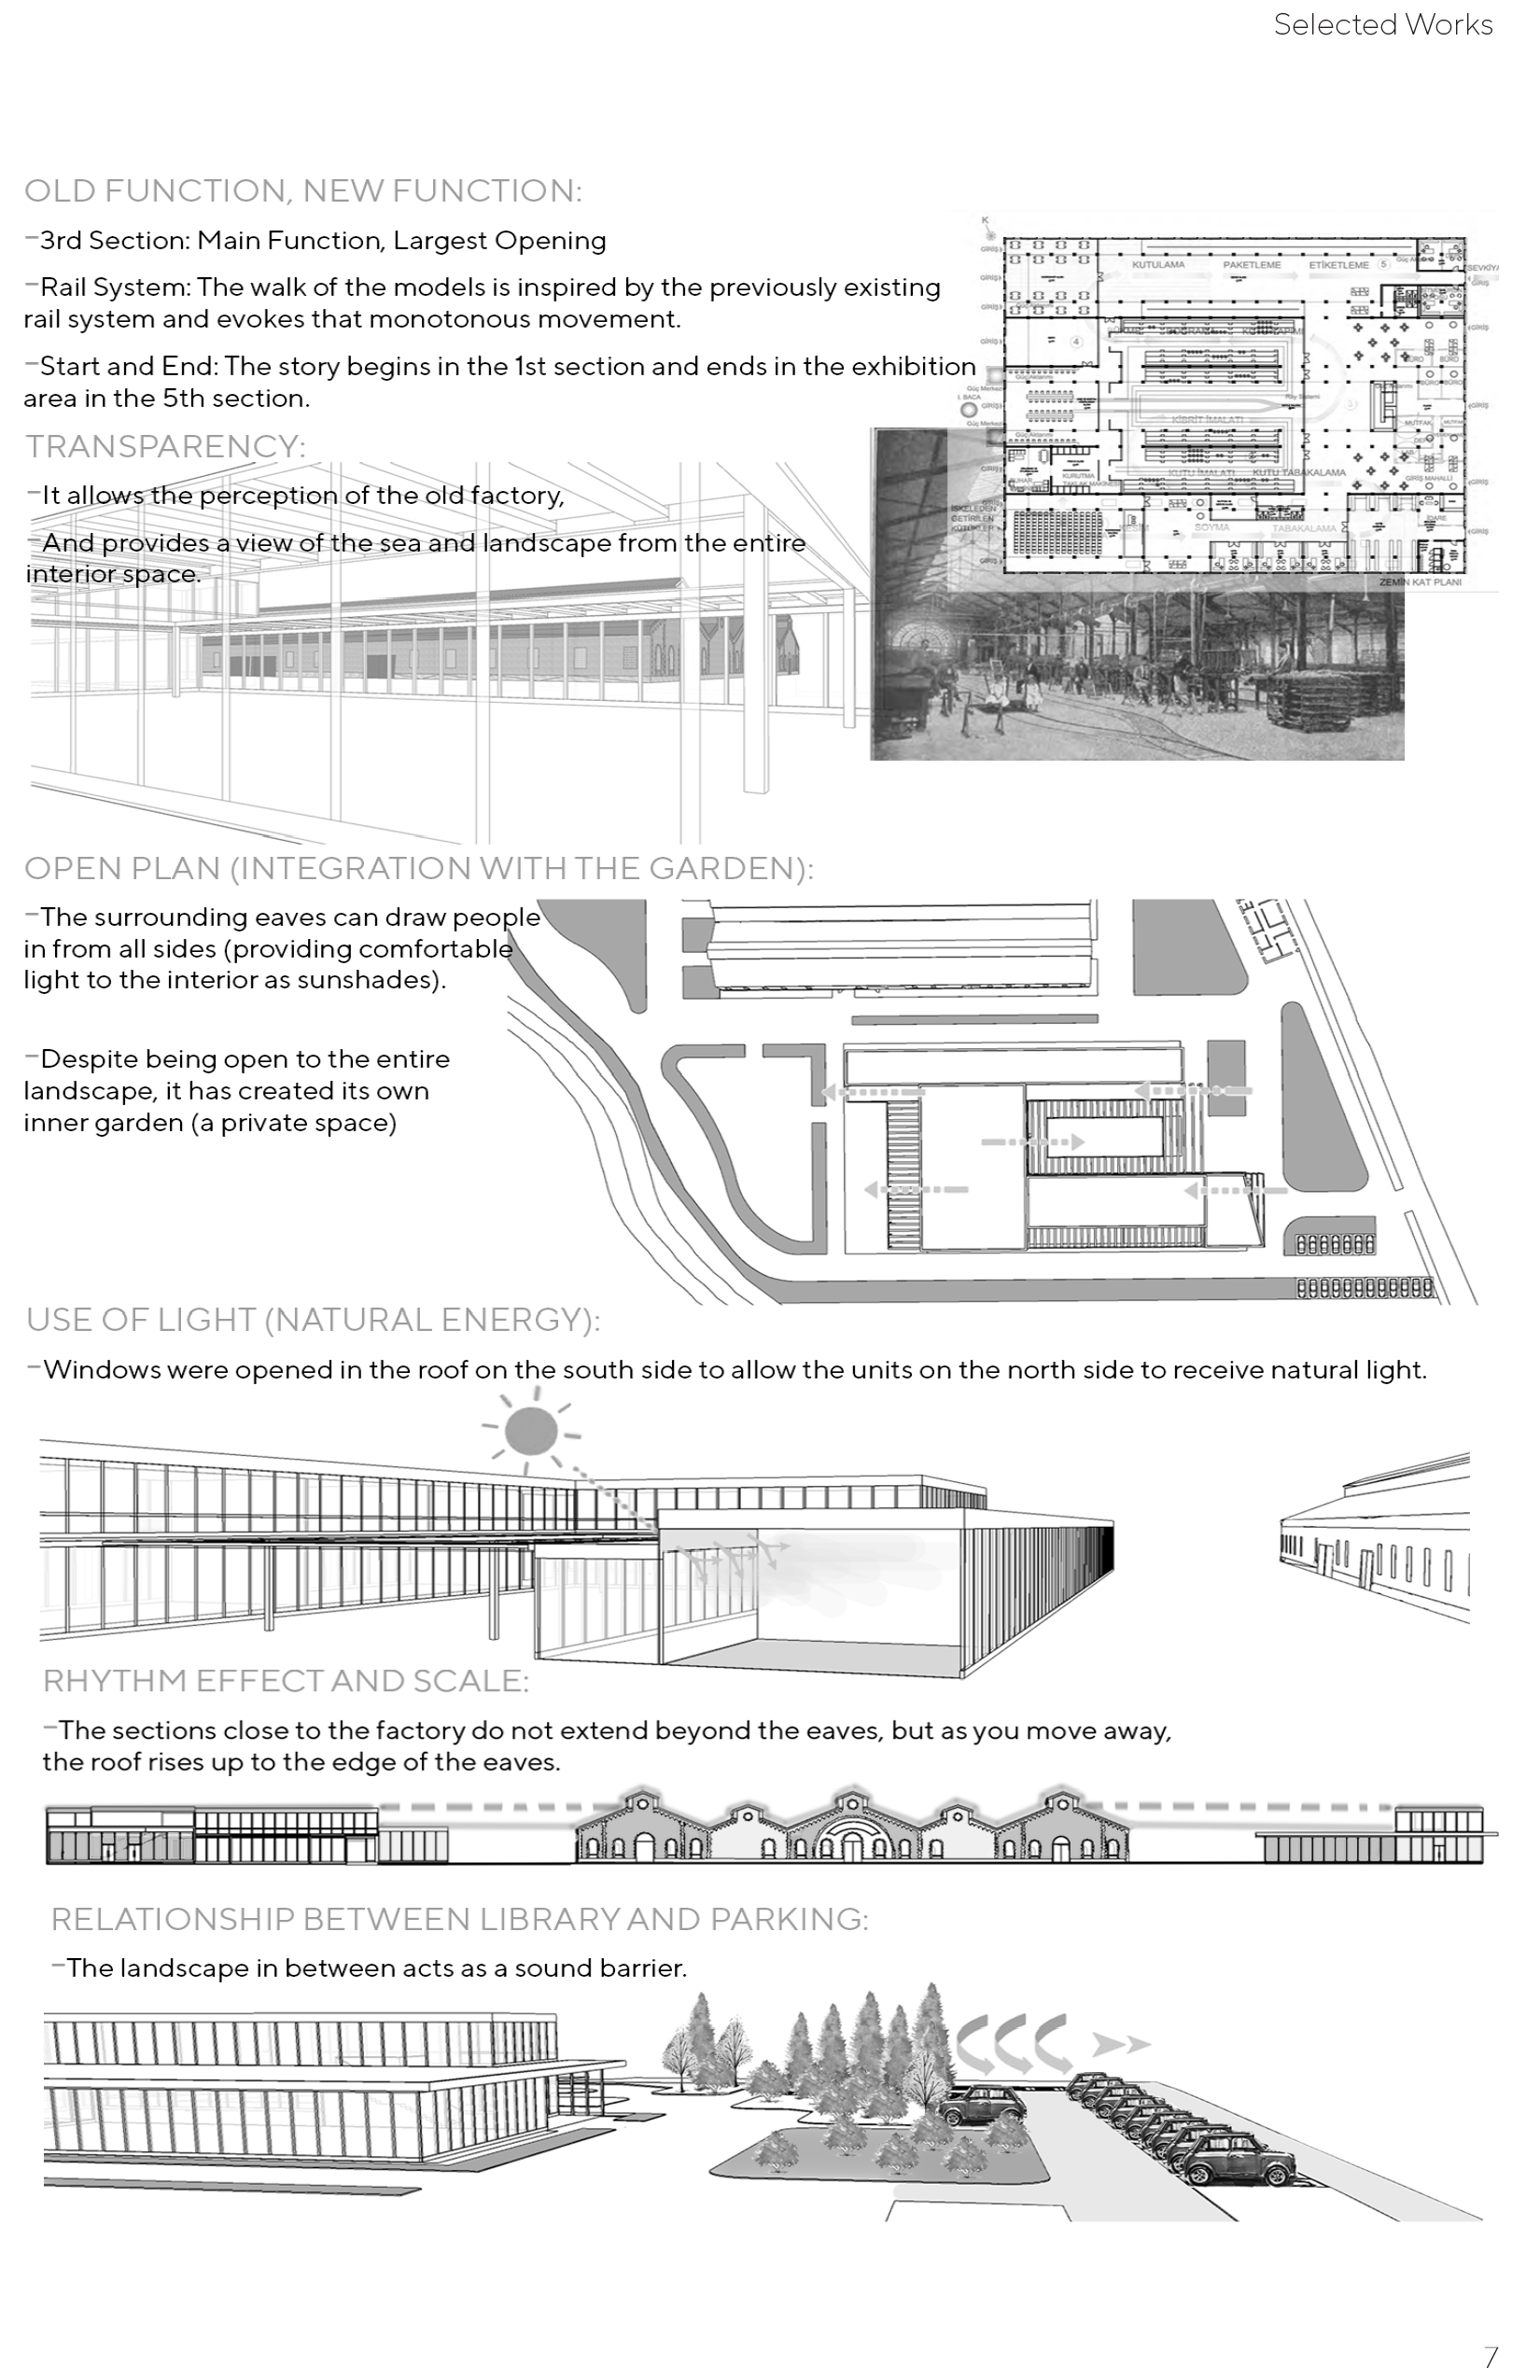 Selected Works
OLD FUNCTION, NEW FUNCTION:
–3rd Section: Main Function, Largest Opening
–Rail System: The walk of the models is inspired by the previously existing
rail system and evokes that monotonous movement.
–Start and End: The story begins in the 1st section and ends in the exhibition
area in the 5th section.
K
KUTULAMA PAKETLEME ETİKETLEME 5
GİRİŞ
4
I. BACA
KİBRİT İMALATI
KUTU İMALATI KUTU TABAKALAMA
KURUTMA
GİRİŞ MAHALLİ
İSKELEDEN
GETİRİLEN
KÜTÜKLER
KESİM SOYMA TABAKALAMA
İDARE
ZEMİN KAT PLANI
TRANSPARENCY:
–It allows the perception of the old factory,
–And provides a view of the sea and landscape from the entire
interior space.
OPEN PLAN (INTEGRATION WITH THE GARDEN):
–The surrounding eaves can draw people
in from all sides (providing comfortable
light to the interior as sunshades).
–Despite being open to the entire
landscape, it has created its own
inner garden (a private space)
USE OF LIGHT (NATURAL ENERGY):
–Windows were opened in the roof on the south side to allow the units on the north side to receive natural light.
RHYTHM EFFECT AND SCALE:
–The sections close to the factory do not extend beyond the eaves, but as you move away,
the roof rises up to the edge of the eaves.
RELATIONSHIP BETWEEN LIBRARY AND PARKING:
–The landscape in between acts as a sound barrier.
7